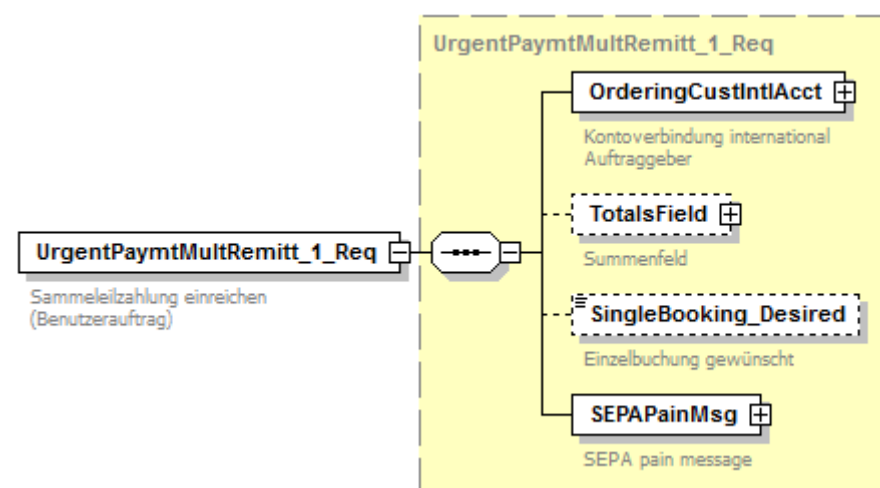 UrgentPaymtMultRemitt_1_Req
OrderingCustIntlAcct
Kontoverbindung international
Auftraggeber
TotalsField
Summenfeld
UrgentPaymtMultRemitt_1_Req
Sammeleilzahlung einreichen
(Benutzerauftrag)
SingleBooking_Desired
Einzelbuchung gewünscht
SEPAPainMsg
SEPA pain message